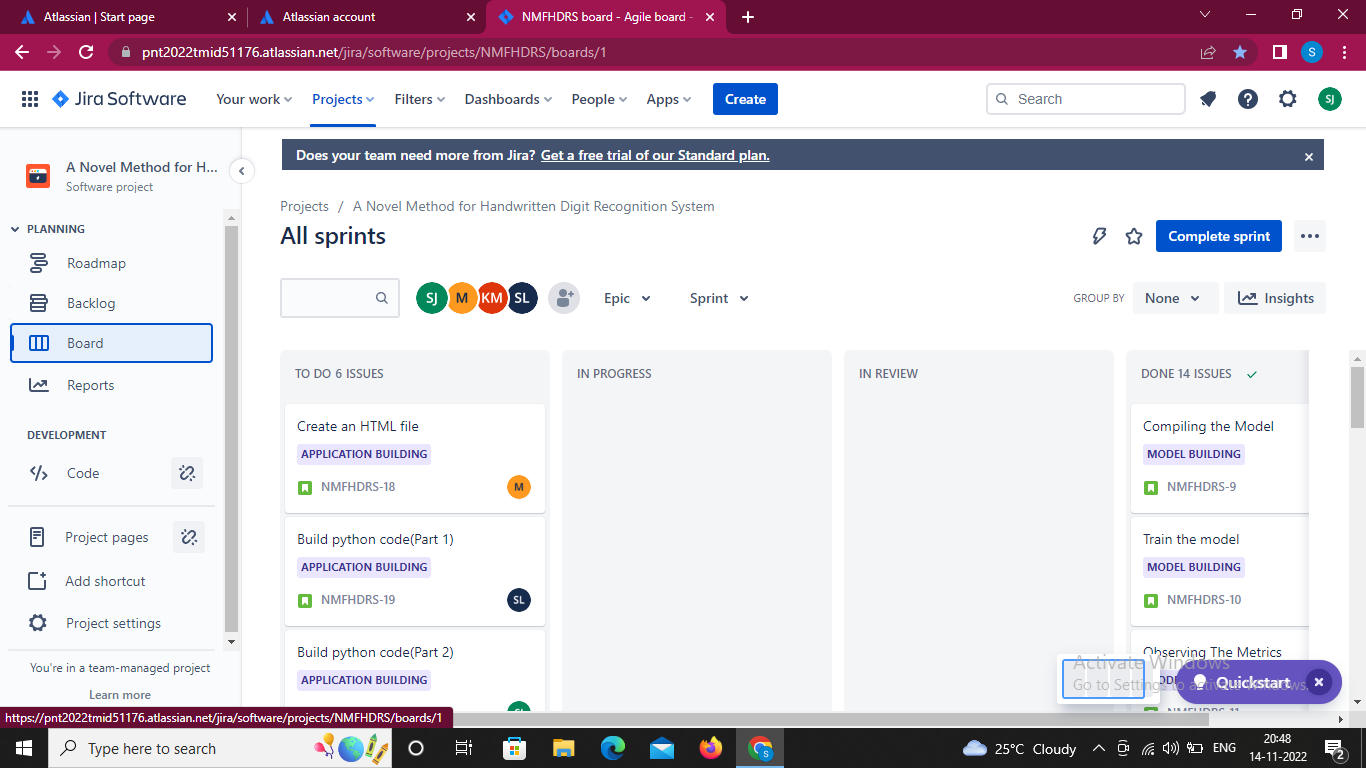 Atlassian | Start page
Atlassian account
NMFHDRS board - Agile board -
pnt2022tmid51176.atlassian.net/jira/software/projects/NMFHDRS/boards/1
S
Jira Software
Your work
Projects
Filters
Dashboards
People
Apps
Create
Search
SJ
Does your team need more from Jira? Get a free trial of our Standard plan.
A Novel Method for H...
Software project
PLANNING
Roadmap
Backlog
Board
Reports
DEVELOPMENT
Code
Project pages
Add shortcut
Project settings
You're in a team-managed project
Learn more
Projects / A Novel Method for Handwritten Digit Recognition System
All sprints
Complete sprint
SJ M KM SL
Epic
Sprint
GROUP BY
None
Insights
TO DO 6 ISSUES
Create an HTML file
APPLICATION BUILDING
NMFHDRS-18
M
Build python code(Part 1)
APPLICATION BUILDING
NMFHDRS-19
SL
Build python code(Part 2)
APPLICATION BUILDING
SJ
IN PROGRESS
IN REVIEW
DONE 14 ISSUES
Compiling the Model
MODEL BUILDING
NMFHDRS-9
Train the model
MODEL BUILDING
NMFHDRS-10
Observing The Metrics
NMFHDRS-11
Activate Windows
Go to Settings to activate Windows.
Quickstart
https://pnt2022tmid51176.atlassian.net/jira/software/projects/NMFHDRS/boards/1
Type here to search
S
25°C Cloudy
ENG
20:48
14-11-2022
2